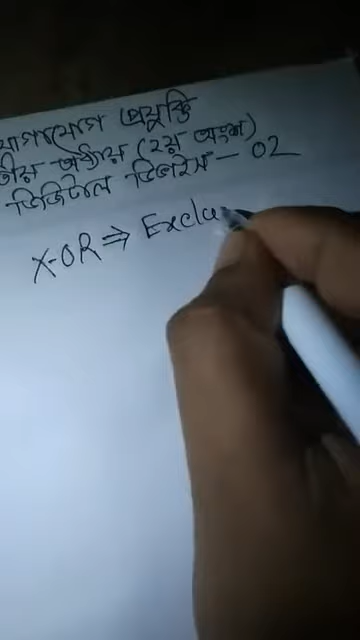 যোগাযোগ প্রযুক্তি
তীয় অধ্যায় (২য় অংশ)
ডিজিটাল ডিভাইস - 02
X-OR ⇒ Exclu